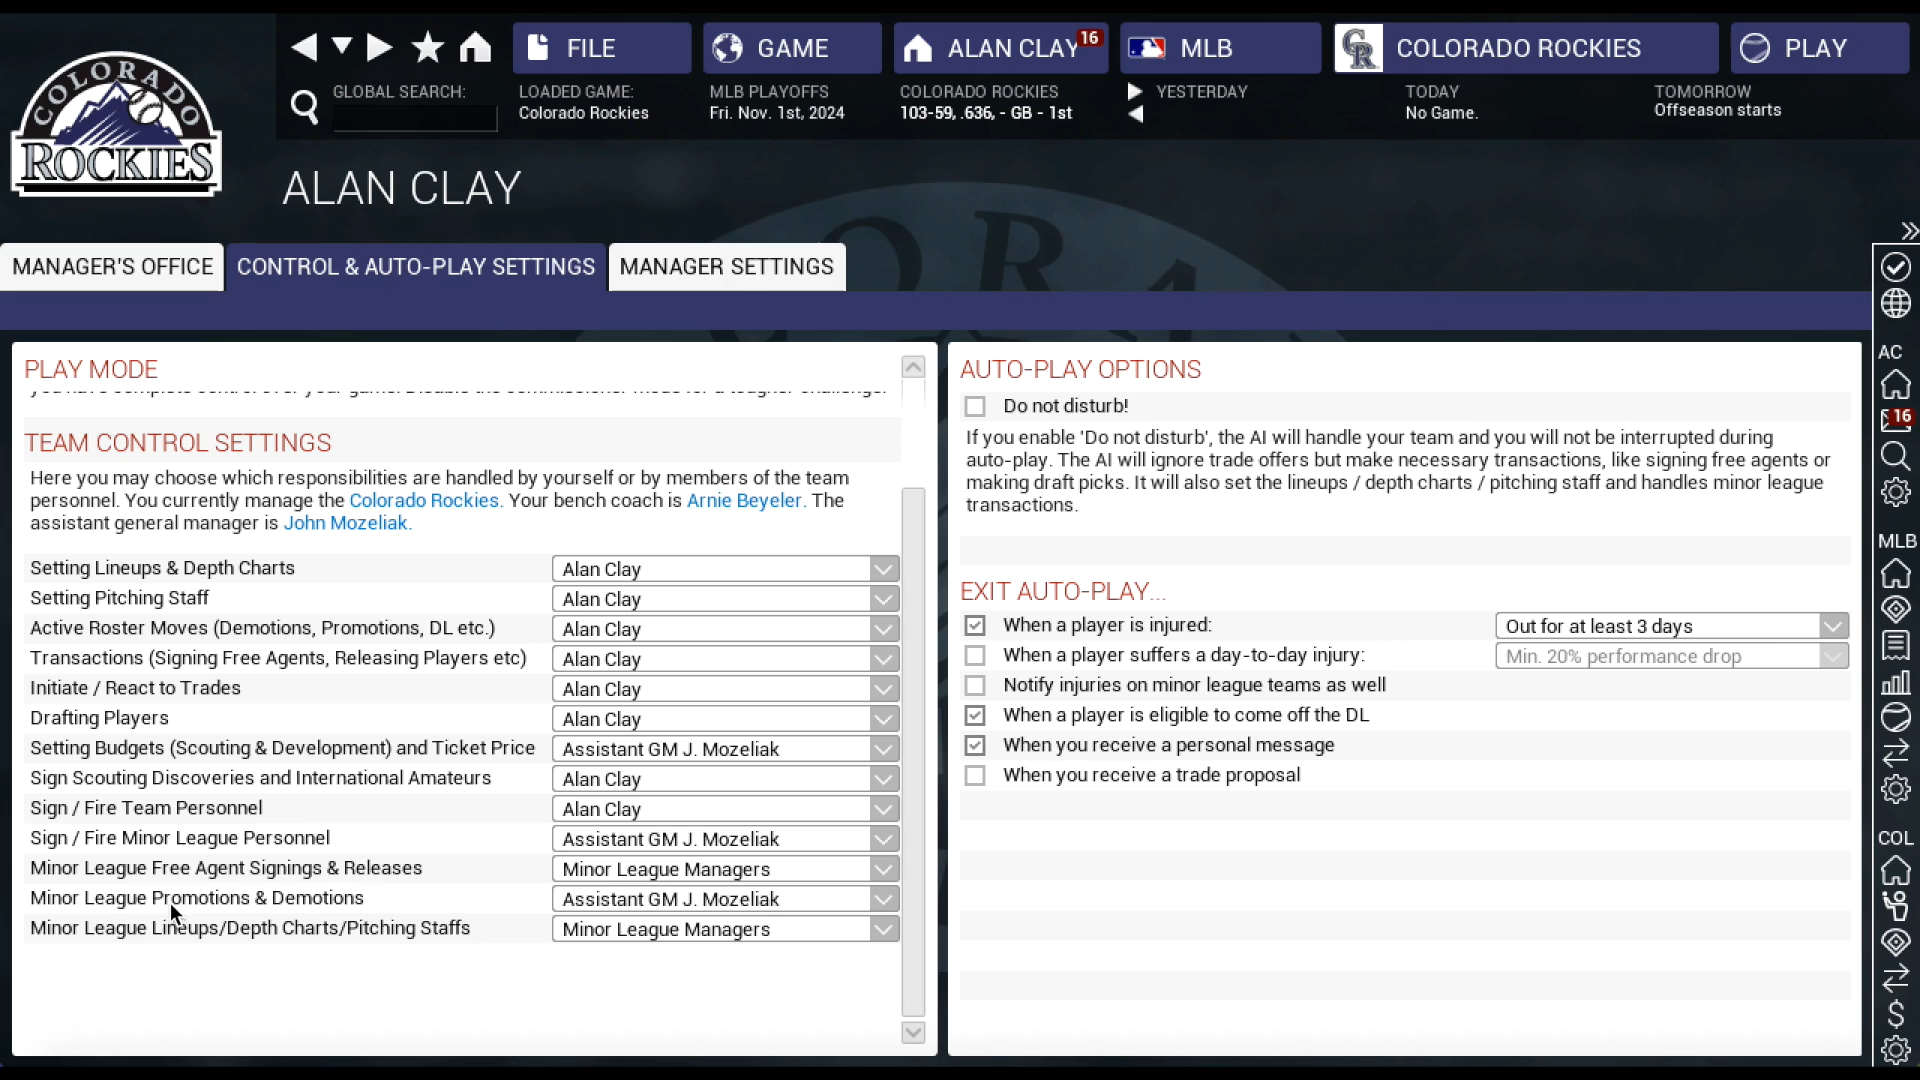 COLORADO
ROCKIES
FILE
GAME
ALAN CLAY
16
MLB
CR
COLORADO ROCKIES
PLAY
GLOBAL SEARCH:
LOADED GAME:
Colorado Rockies
MLB PLAYOFFS
Fri. Nov. 1st, 2024
COLORADO ROCKIES
103-59, .636, - GB - 1st
YESTERDAY
TODAY
No Game.
TOMORROW
Offseason starts
ALAN CLAY
MANAGER'S OFFICE
CONTROL & AUTO-PLAY SETTINGS
MANAGER SETTINGS
PLAY MODE
TEAM CONTROL SETTINGS
Here you may choose which responsibilities are handled by yourself or by members of the team
personnel. You currently manage the Colorado Rockies. Your bench coach is Arnie Beyeler. The
assistant general manager is John Mozeliak.
Setting Lineups & Depth Charts Alan Clay
Setting Pitching Staff Alan Clay
Active Roster Moves (Demotions, Promotions, DL etc.) Alan Clay
Transactions (Signing Free Agents, Releasing Players etc) Alan Clay
Initiate / React to Trades Alan Clay
Drafting Players Alan Clay
Setting Budgets (Scouting & Development) and Ticket Price Assistant GM J. Mozeliak
Sign Scouting Discoveries and International Amateurs Alan Clay
Sign / Fire Team Personnel Alan Clay
Sign / Fire Minor League Personnel Assistant GM J. Mozeliak
Minor League Free Agent Signings & Releases Minor League Managers
Minor League Promotions & Demotions Assistant GM J. Mozeliak
Minor League Lineups/Depth Charts/Pitching Staffs Minor League Managers
AUTO-PLAY OPTIONS
Do not disturb!
If you enable 'Do not disturb', the AI will handle your team and you will not be interrupted during
auto-play. The AI will ignore trade offers but make necessary transactions, like signing free agents or
making draft picks. It will also set the lineups / depth charts / pitching staff and handles minor league
transactions.
EXIT AUTO-PLAY...
When a player is injured: Out for at least 3 days
When a player suffers a day-to-day injury: Min. 20% performance drop
Notify injuries on minor league teams as well
When a player is eligible to come off the DL
When you receive a personal message
When you receive a trade proposal
AC
16
MLB
COL